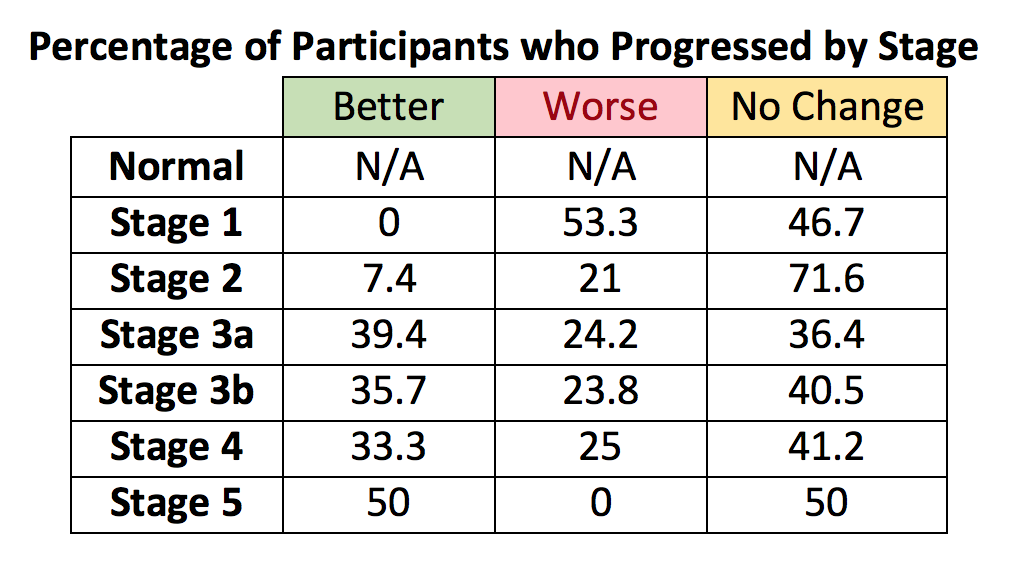 Percentage of Participants who Progressed by Stage
Better Worse No Change
Normal N/A N/A N/A
Stage 1 0 53.3 46.7
Stage 2 7.4 21 71.6
Stage 3a 39.4 24.2 36.4
Stage 3b 35.7 23.8 40.5
Stage 4 33.3 25 41.2
Stage 5 50 0 50